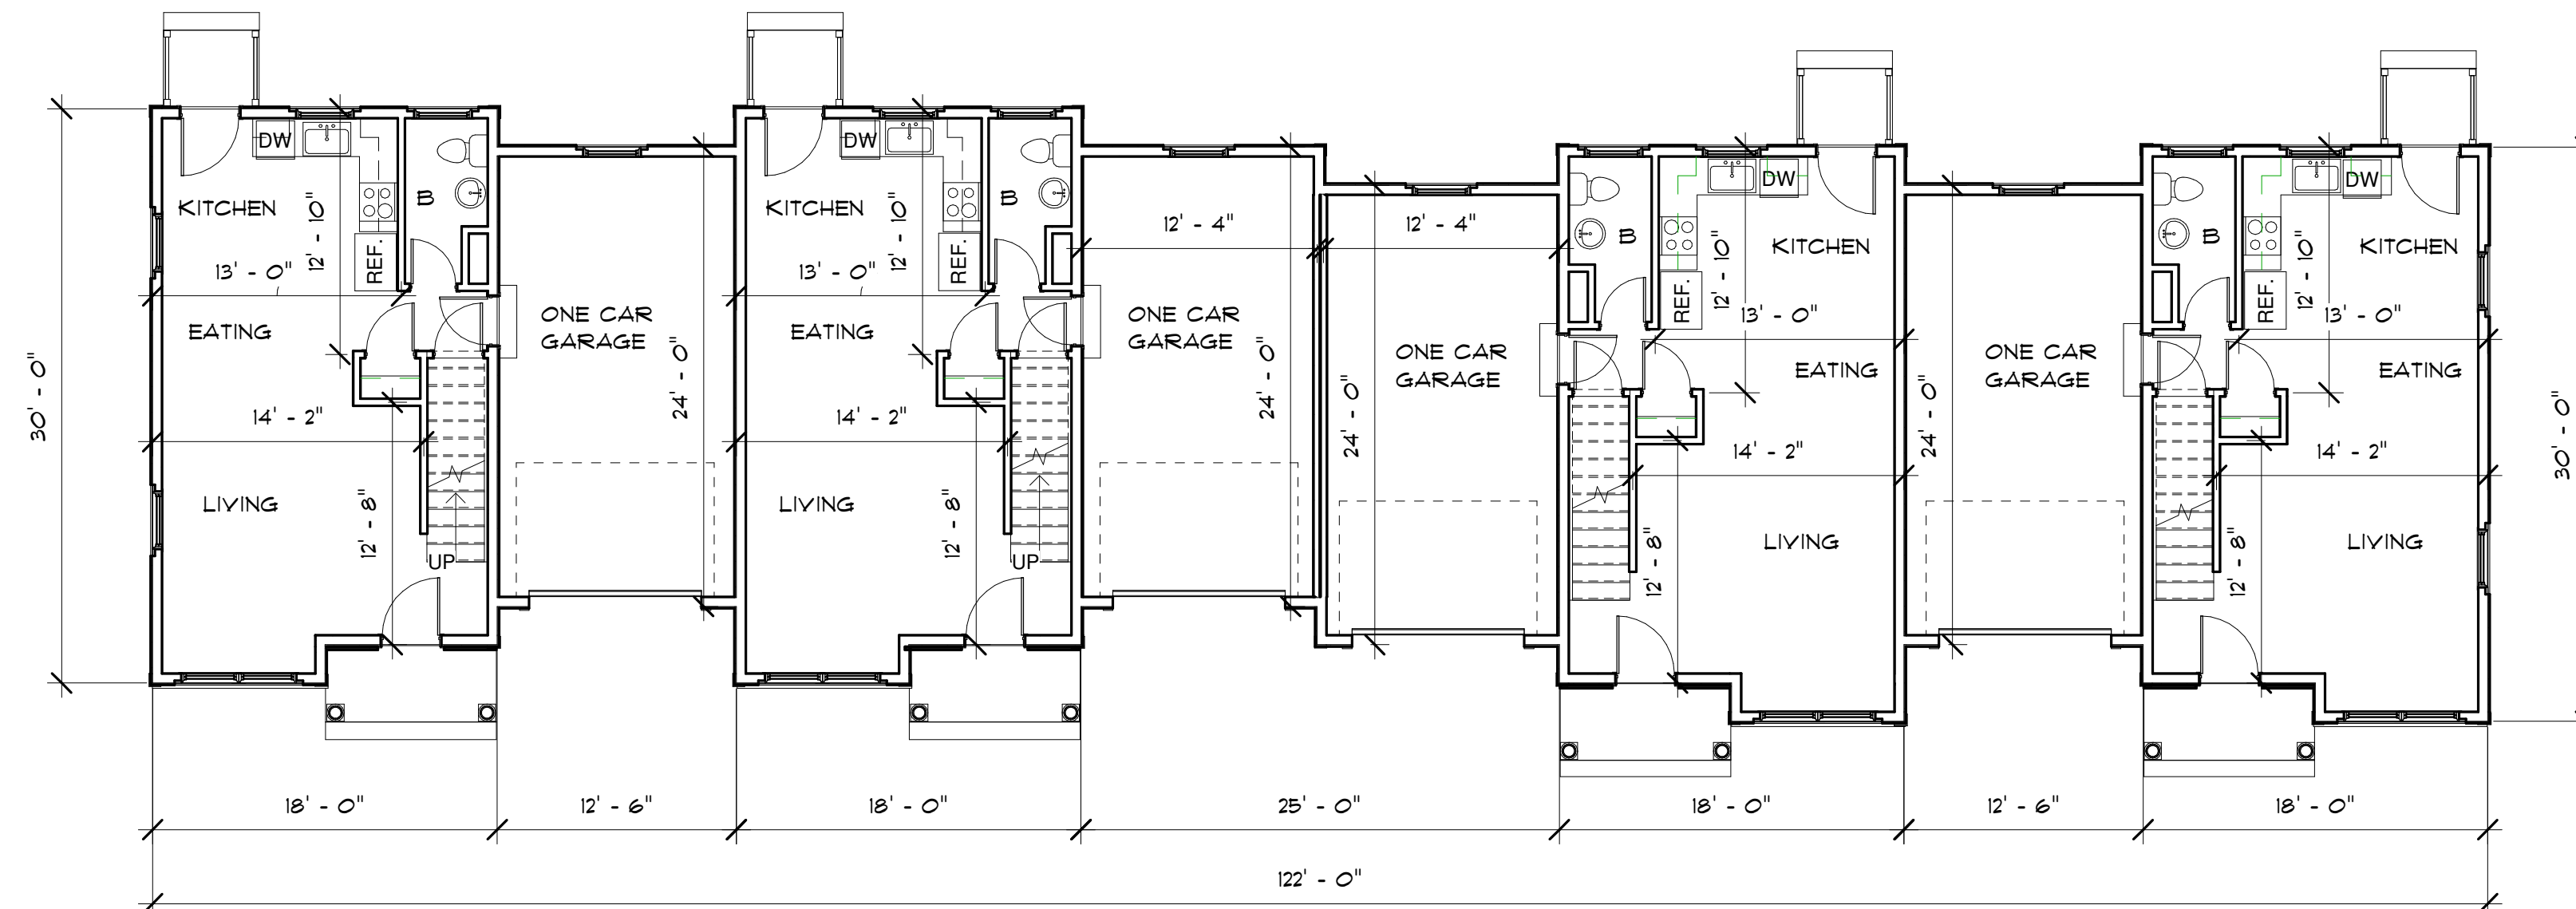 DW
DW
DW
DW
KITCHEN
B
12' - 10"
REF.
13' - 0"
EATING
14' - 2"
LIVING
12' - 8"
UP
30' - 0"
ONE CAR
GARAGE
24' - 0"
KITCHEN
B
12' - 10"
REF.
13' - 0"
EATING
14' - 2"
LIVING
12' - 8"
UP
12' - 4"
ONE CAR
GARAGE
24' - 0"
12' - 4"
ONE CAR
GARAGE
24' - 0"
B
KITCHEN
12' - 10"
REF.
13' - 0"
EATING
14' - 2"
LIVING
12' - 8"
ONE CAR
GARAGE
24' - 0"
B
KITCHEN
12' - 10"
REF.
13' - 0"
EATING
14' - 2"
LIVING
12' - 8"
30' - 0"
18' - 0"
12' - 6"
18' - 0"
25' - 0"
18' - 0"
12' - 6"
18' - 0"
122' - 0"